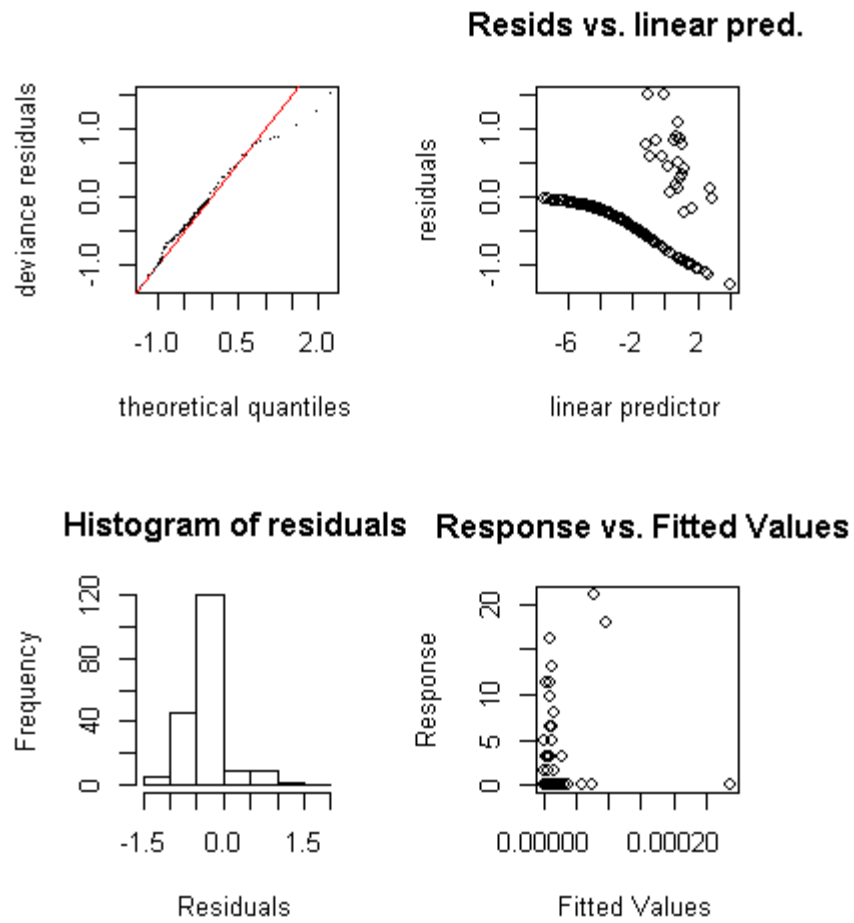 deviance residuals
1.0
0.0
-1.0
-1.0 0.5 2.0
theoretical quantiles
Resids vs. linear pred.
residuals
1.0
0.0
-1.0
-6 -2 2
linear predictor
Histogram of residuals
Frequency
120
80
40
0
-1.5 0.0 1.5
Residuals
Response vs. Fitted Values
Response
20
10
5
0
0.00000 0.00020
Fitted Values